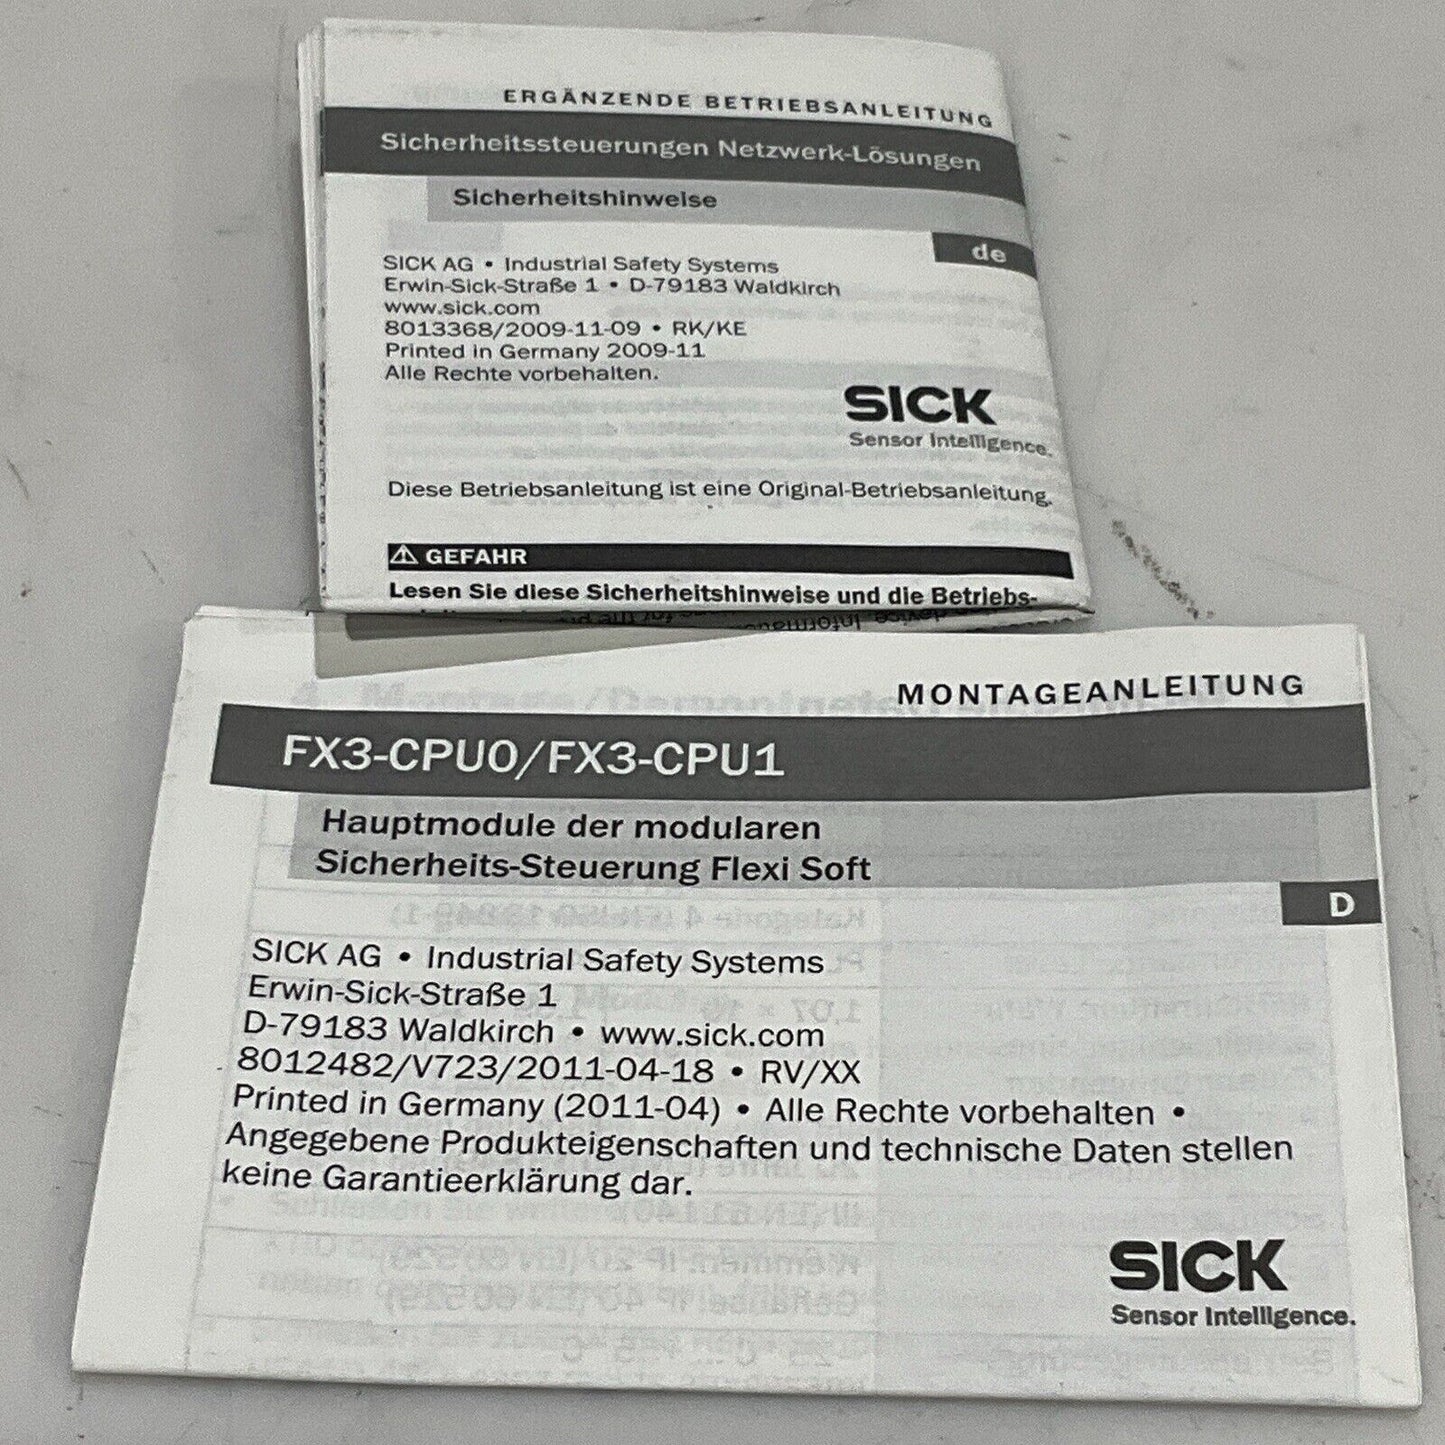 ERGÄNZENDE BETRIEBSANLEITUNG
Sicherheitssteuerungen Netzwerk-Lösungen
Sicherheitshinweise
de
SICK AG • Industrial Safety Systems
Erwin-Sick-Straße 1 • D-79183 Waldkirch
www.sick.com
8013368/2009-11-09 • RK/KE
Printed in Germany 2009-11
Alle Rechte vorbehalten.
SICK
Sensor Intelligence.
Diese Betriebsanleitung ist eine Original-Betriebsanleitung.
⚠ GEFAHR
Lesen Sie diese Sicherheitshinweise und die Betriebs-
MONTAGEANLEITUNG
FX3-CPU0/FX3-CPU1
Hauptmodule der modularen
Sicherheits-Steuerung Flexi Soft
D
SICK AG • Industrial Safety Systems
Erwin-Sick-Straße 1
D-79183 Waldkirch • www.sick.com
8012482/V723/2011-04-18 • RV/XX
Printed in Germany (2011-04) • Alle Rechte vorbehalten •
Angegebene Produkteigenschaften und technische Daten stellen
keine Garantieerklärung dar.
SICK
Sensor Intelligence.